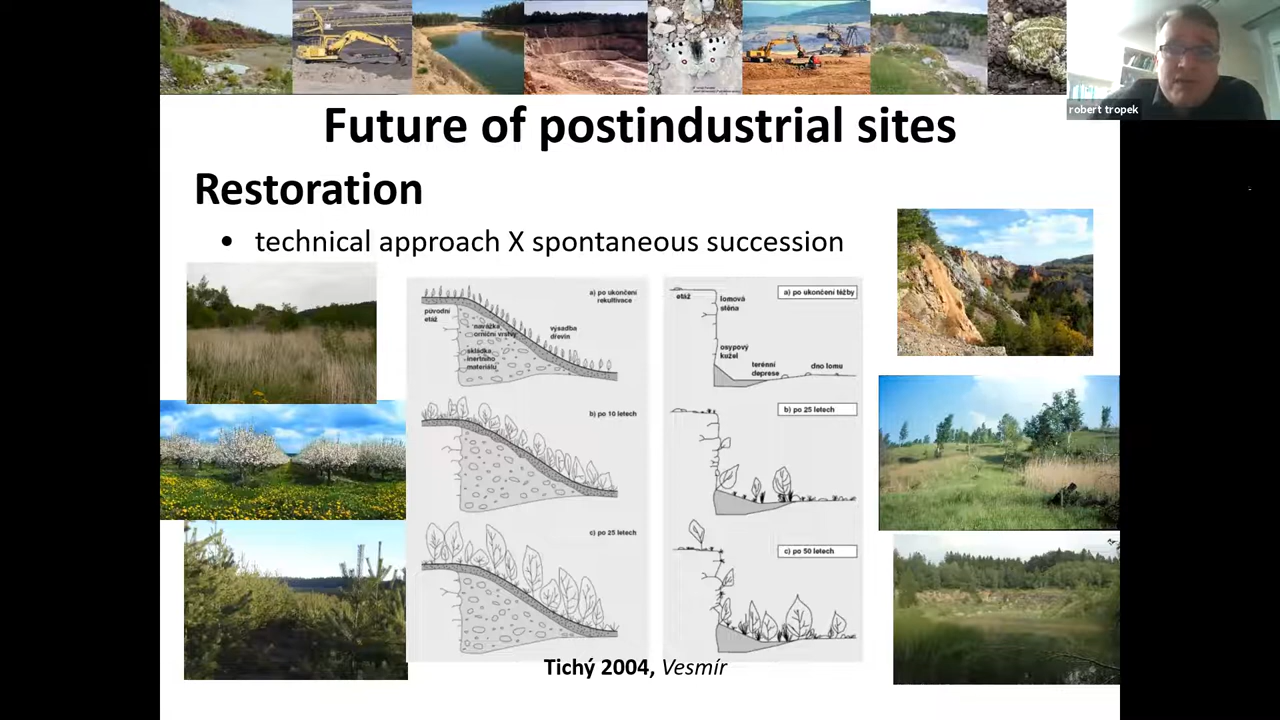 robert tropek
Future of postindustrial sites
Restoration
• technical approach X spontaneous succession
a) po ukončení
rekultivace
původní
etáž
navážka
orniční vrstvy
výsadba
dřevin
skládka
inertního
materiálu
b) po 10 letech
c) po 25 letech
etáž
lomová
stěna
a) po ukončení těžby
osypový
kužel
terénní
deprese
dno lomu
b) po 25 letech
c) po 50 letech
Tichý 2004, Vesmír